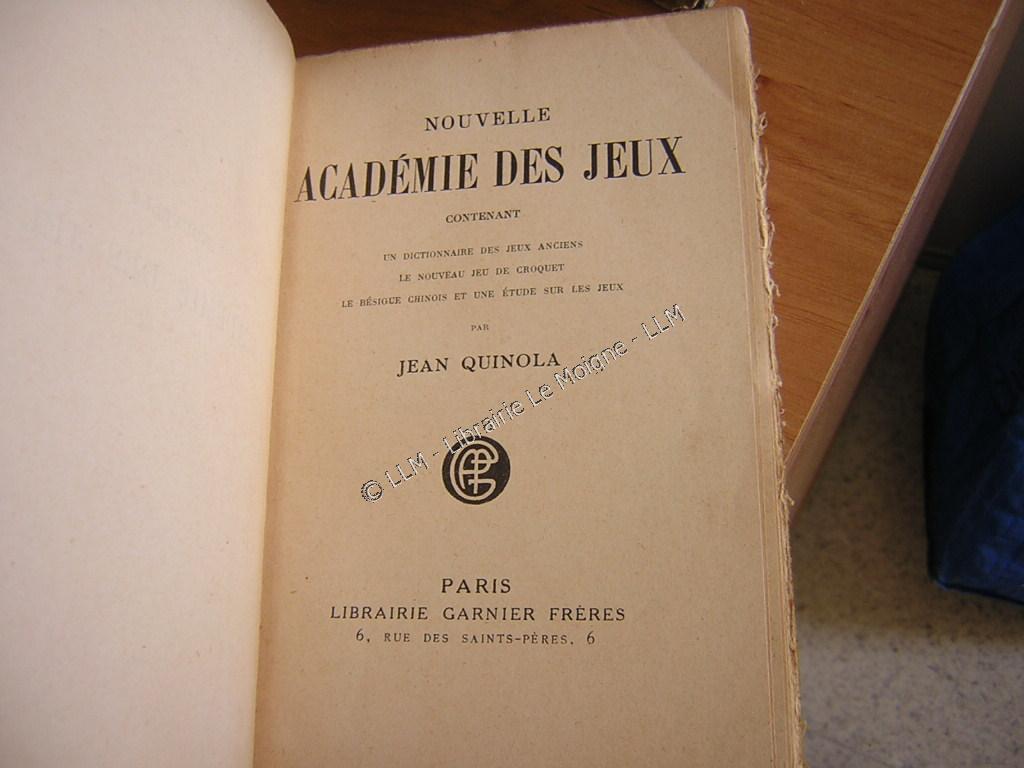 NOUVELLE
ACADÉMIE DES JEUX
CONTENANT
UN DICTIONNAIRE DES JEUX ANCIENS
LE NOUVEAU JEU DE CROQUET
LE BÉSIGUE CHINOIS ET UNE ÉTUDE SUR LES JEUX
PAR
JEAN QUINOLA
© LLM - Librairie Le Moigne - LLM
PARIS
LIBRAIRIE GARNIER FRÈRES
6, RUE DES SAINTS-PÈRES, 6